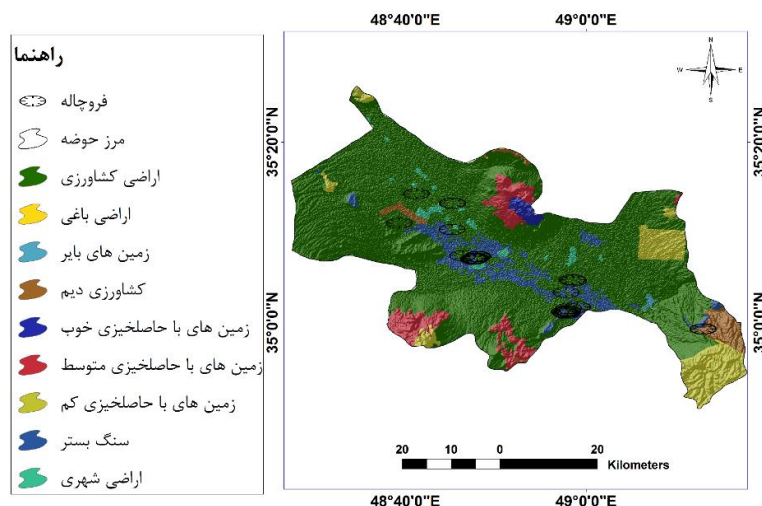 راهنما
فروچاله
مرز حوضه
اراضی کشاورزی
اراضی باغی
زمین های بایر
کشاورزی دیم
زمین های با حاصلخیزی خوب
زمین های با حاصلخیزی متوسط
زمین های با حاصلخیزی کم
سنگ بستر
اراضی شهری
48°40'0"E 49°0'0"E
N
W E
S
35°20'0"N 35°20'0"N
35°0'0"N 35°0'0"N
20 10 0 20
Kilometers
48°40'0"E 49°0'0"E